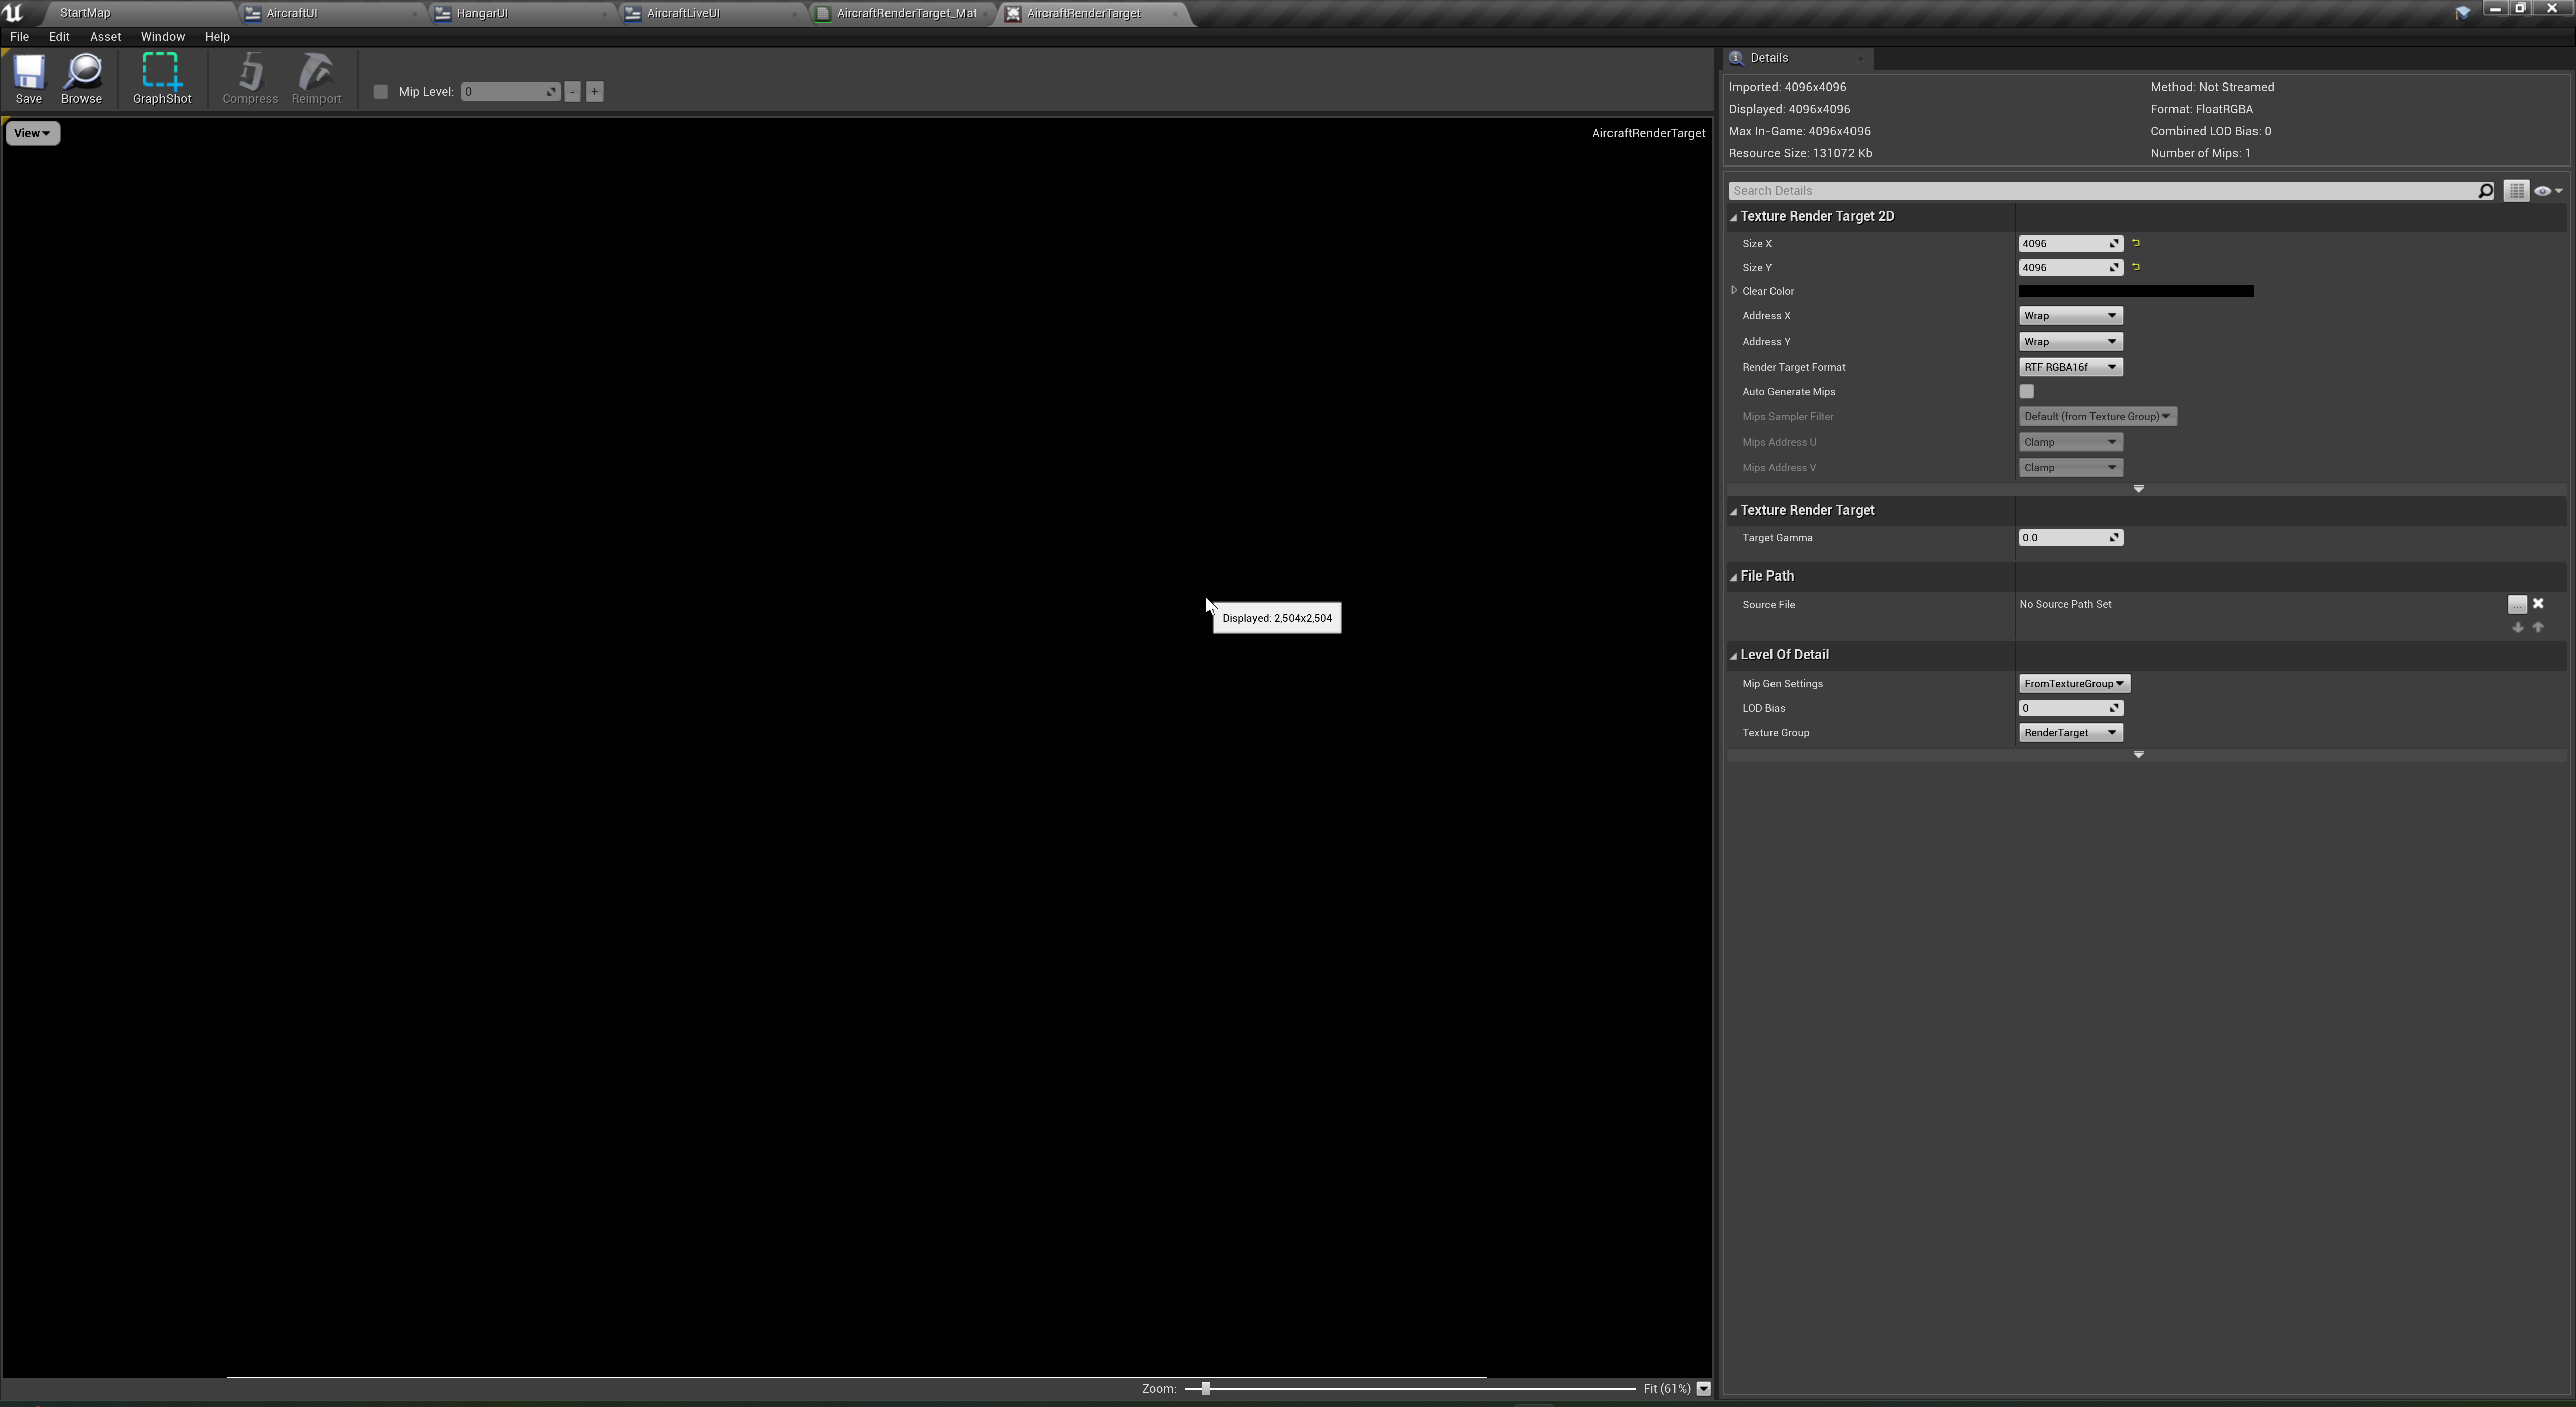 StartMap AircraftUI HangarUI AircraftLiveUI AircraftRenderTarget_Mat AircraftRenderTarget
File Edit Asset Window Help
Save Browse GraphShot Compress Reimport Mip Level: 0 - +
View AircraftRenderTarget
Displayed: 2,504x2,504
Zoom: Fit (61%)
Details
Imported: 4096x4096 Method: Not Streamed
Displayed: 4096x4096 Format: FloatRGBA
Max In-Game: 4096x4096 Combined LOD Bias: 0
Resource Size: 131072 Kb Number of Mips: 1
Search Details
Texture Render Target 2D
Size X 4096
Size Y 4096
Clear Color
Address X Wrap
Address Y Wrap
Render Target Format RTF RGBA16f
Auto Generate Mips
Mips Sampler Filter Default (from Texture Group)
Mips Address U Clamp
Mips Address V Clamp
Texture Render Target
Target Gamma 0.0
File Path
Source File No Source Path Set ...
Level Of Detail
Mip Gen Settings FromTextureGroup
LOD Bias 0
Texture Group RenderTarget